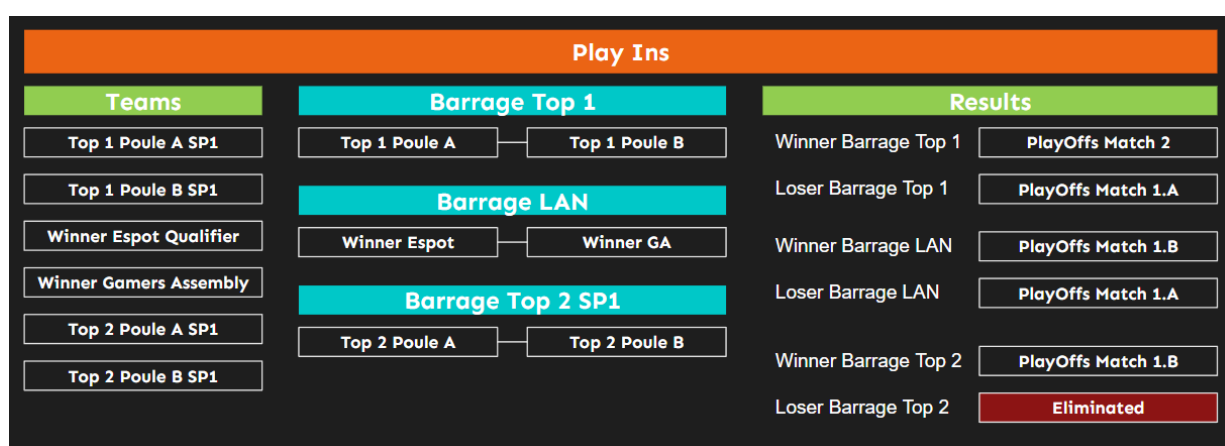 Play Ins
Teams
Top 1 Poule A SP1
Top 1 Poule B SP1
Winner Espot Qualifier
Winner Gamers Assembly
Top 2 Poule A SP1
Top 2 Poule B SP1
Barrage Top 1
Top 1 Poule A Top 1 Poule B
Barrage LAN
Winner Espot Winner GA
Barrage Top 2 SP1
Top 2 Poule A Top 2 Poule B
Results
Winner Barrage Top 1 PlayOffs Match 2
Loser Barrage Top 1 PlayOffs Match 1.A
Winner Barrage LAN PlayOffs Match 1.B
Loser Barrage LAN PlayOffs Match 1.A
Winner Barrage Top 2 PlayOffs Match 1.B
Loser Barrage Top 2 Eliminated